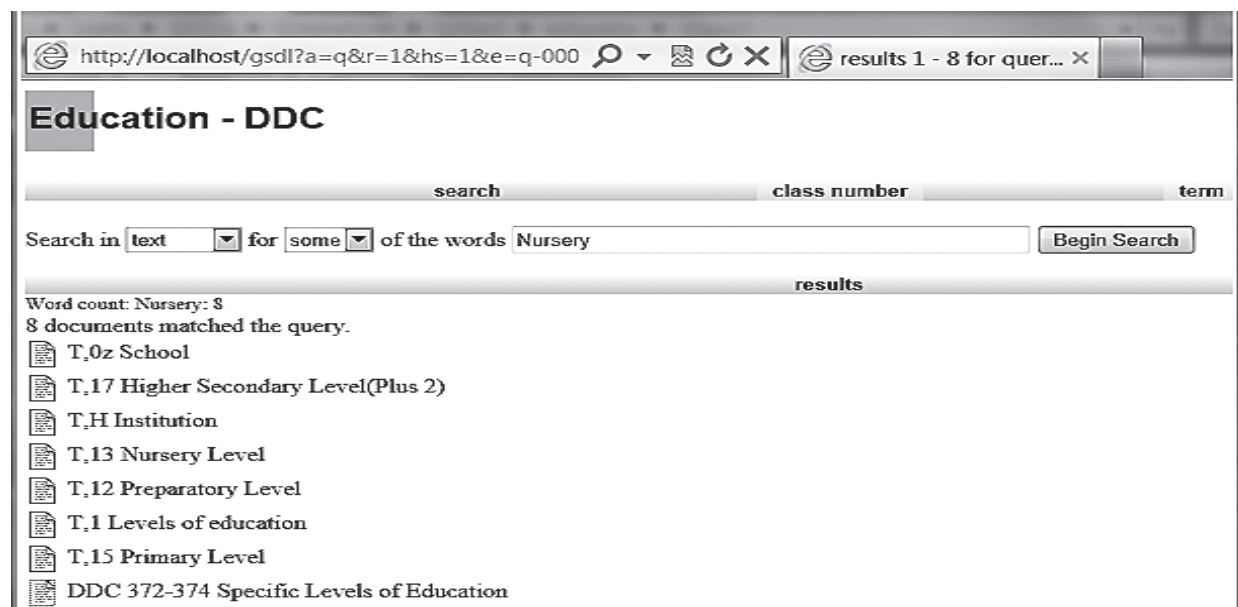 http://localhost/gsdl?a=q&r=1&hs=1&e=q-000 results 1 - 8 for quer...
Education - DDC
search class number term
Search in text for some of the words Nursery Begin Search
results
Word count: Nursery: 8
8 documents matched the query.
T,0z School
T,17 Higher Secondary Level(Plus 2)
T,H Institution
T,13 Nursery Level
T,12 Preparatory Level
T,1 Levels of education
T,15 Primary Level
DDC 372-374 Specific Levels of Education